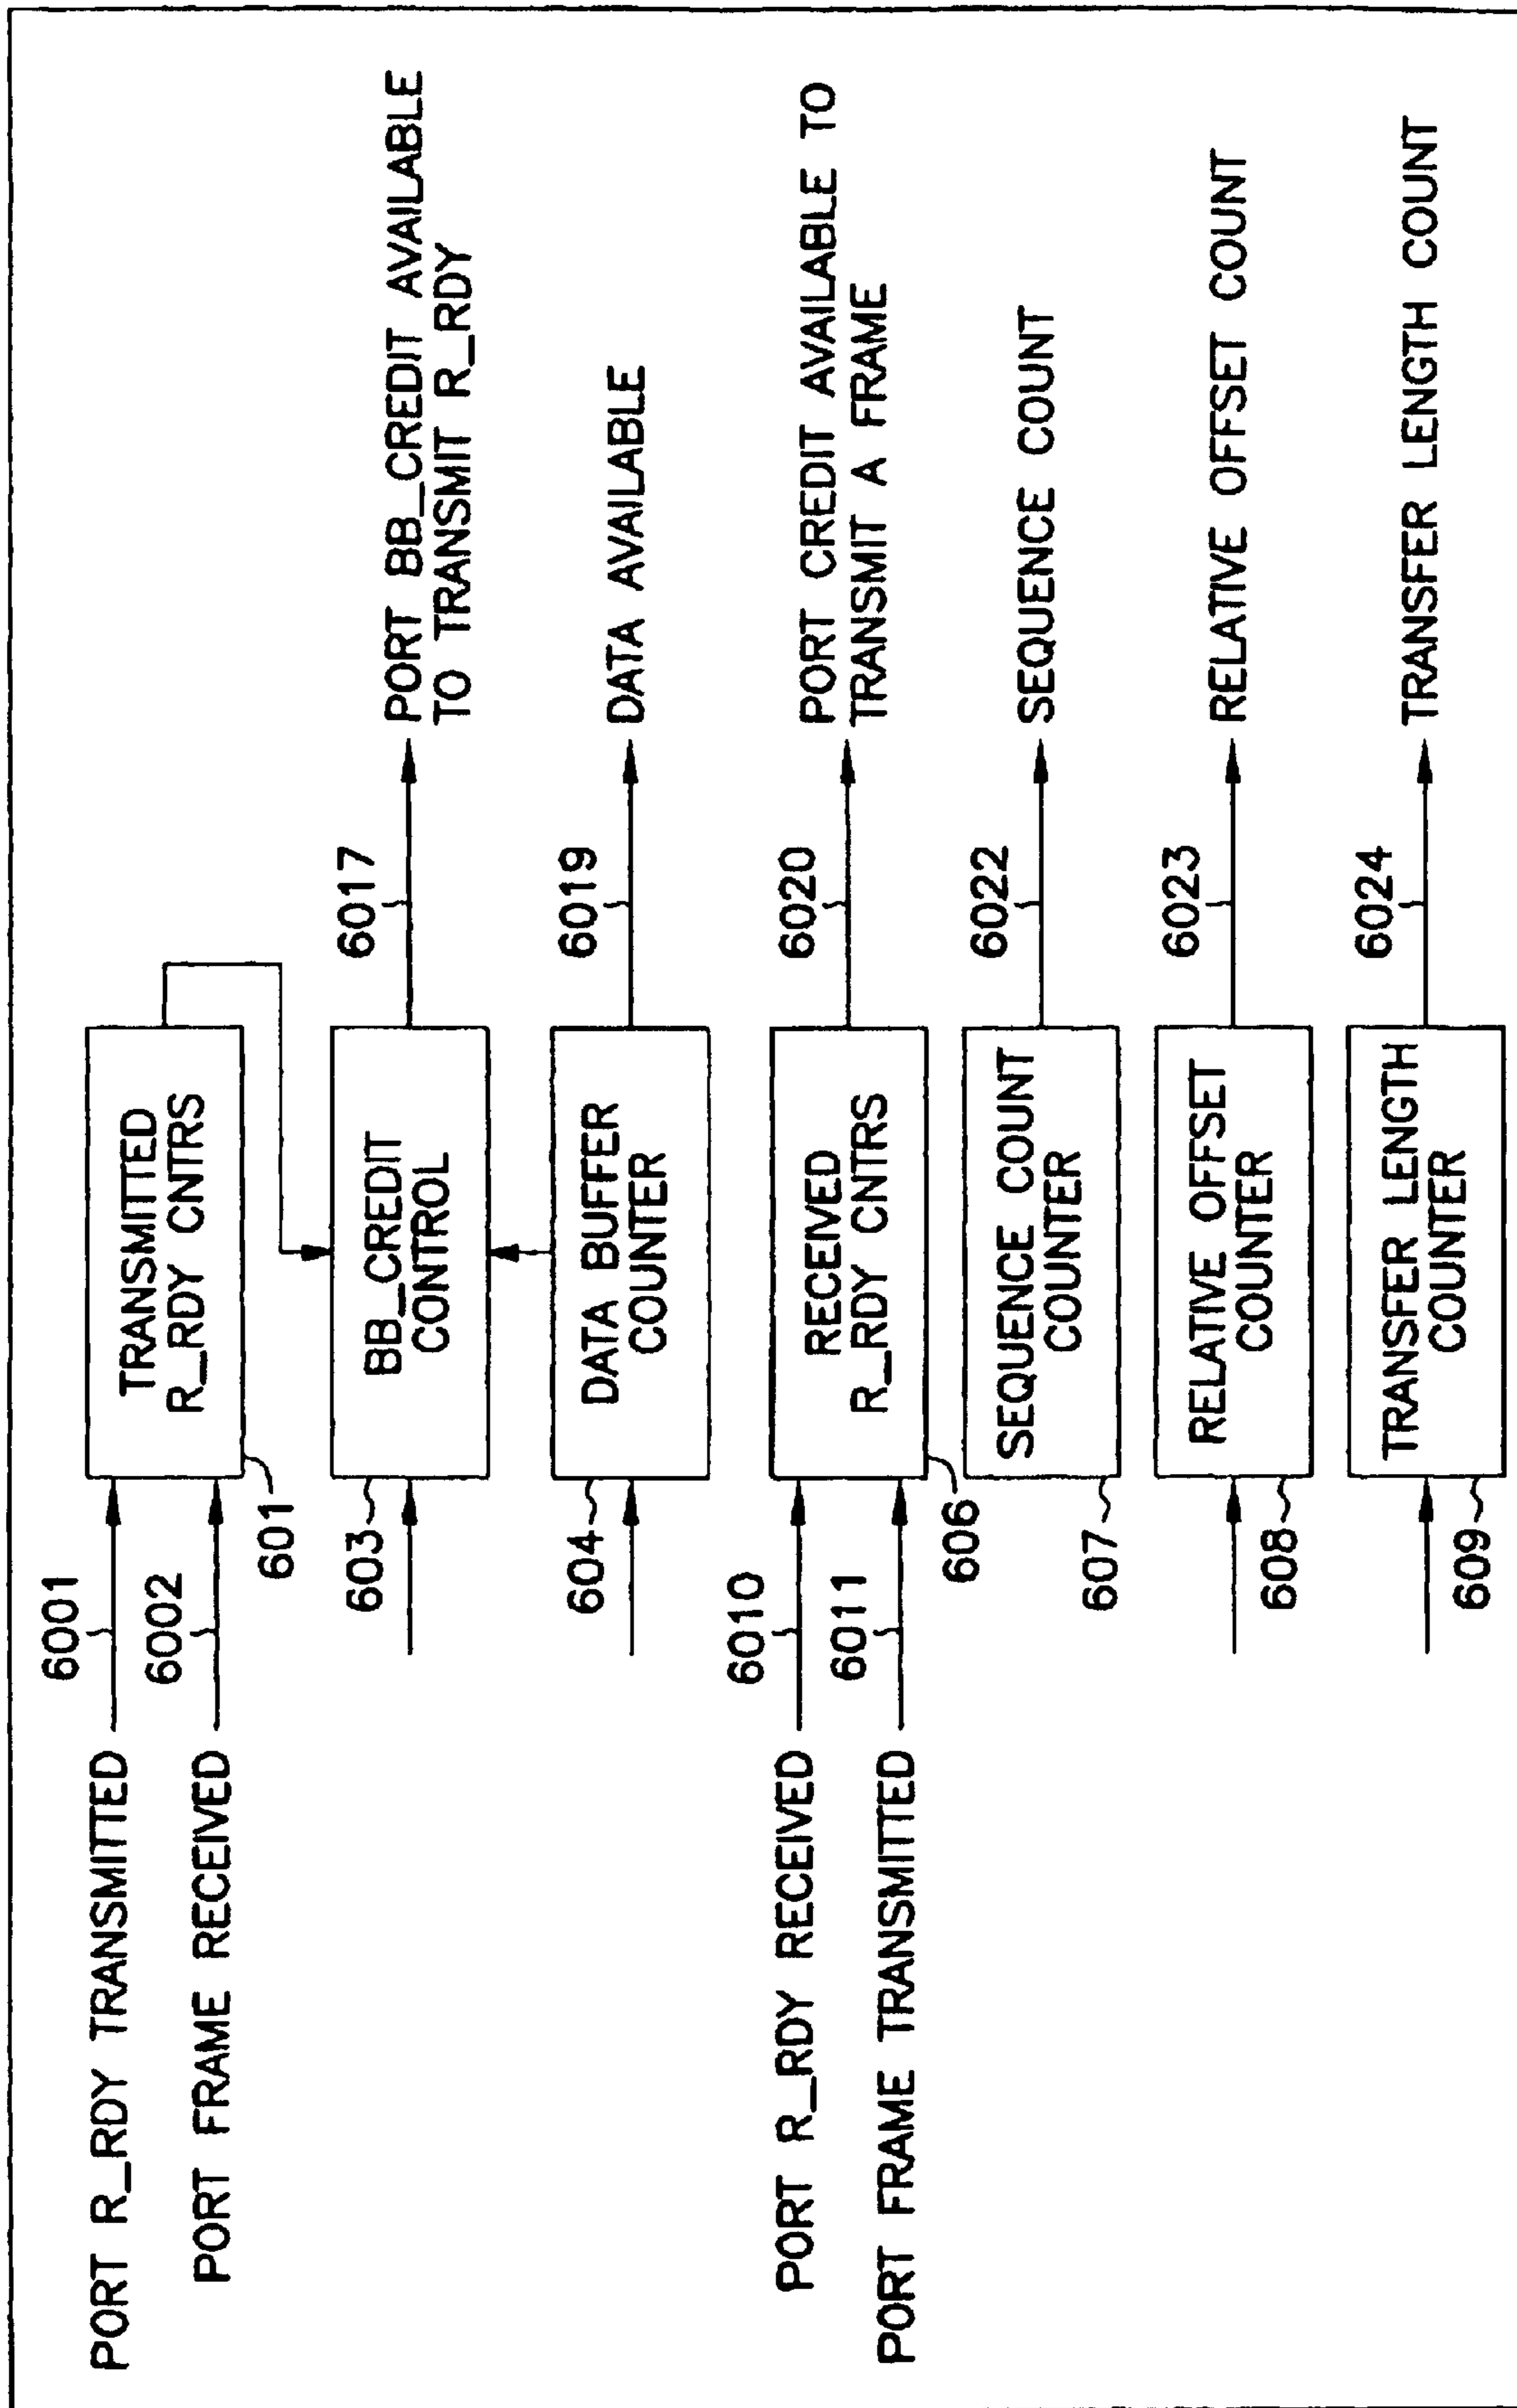 PORT R_RDY TRANSMITTED
6001
PORT FRAME RECEIVED
6002
TRANSMITTED
R_RDY CNTRS
601
603
BB_CREDIT
CONTROL
6017
PORT BB_CREDIT AVAILABLE
TO TRANSMIT R_RDY
604
DATA BUFFER
COUNTER
6019
DATA AVAILABLE
PORT R_RDY RECEIVED
6010
PORT FRAME TRANSMITTED
6011
RECEIVED
R_RDY CNTRS
606
6020
PORT CREDIT AVAILABLE TO
TRANSMIT A FRAME
607
SEQUENCE COUNT
COUNTER
6022
SEQUENCE COUNT
608
RELATIVE OFFSET
COUNTER
6023
RELATIVE OFFSET COUNT
609
TRANSFER LENGTH
COUNTER
6024
TRANSFER LENGTH COUNT